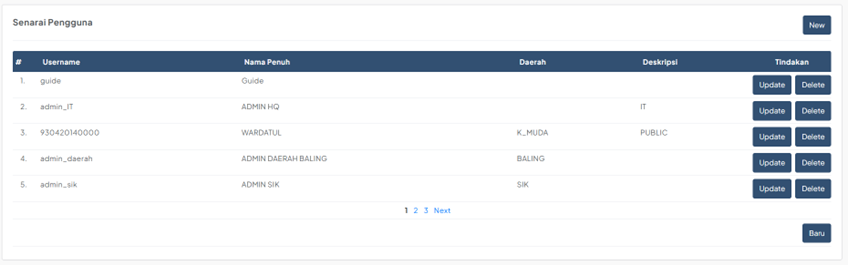 Senarai Pengguna
New
# Username Nama Penuh Daerah Deskripsi Tindakan
1. guide Guide Update Delete
2. admin_IT ADMIN HQ IT Update Delete
3. 930420140000 WARDATUL K_MUDA PUBLIC Update Delete
4. admin_daerah ADMIN DAERAH BALING BALING Update Delete
5. admin_sik ADMIN SIK SIK Update Delete
1 2 3 Next
Baru